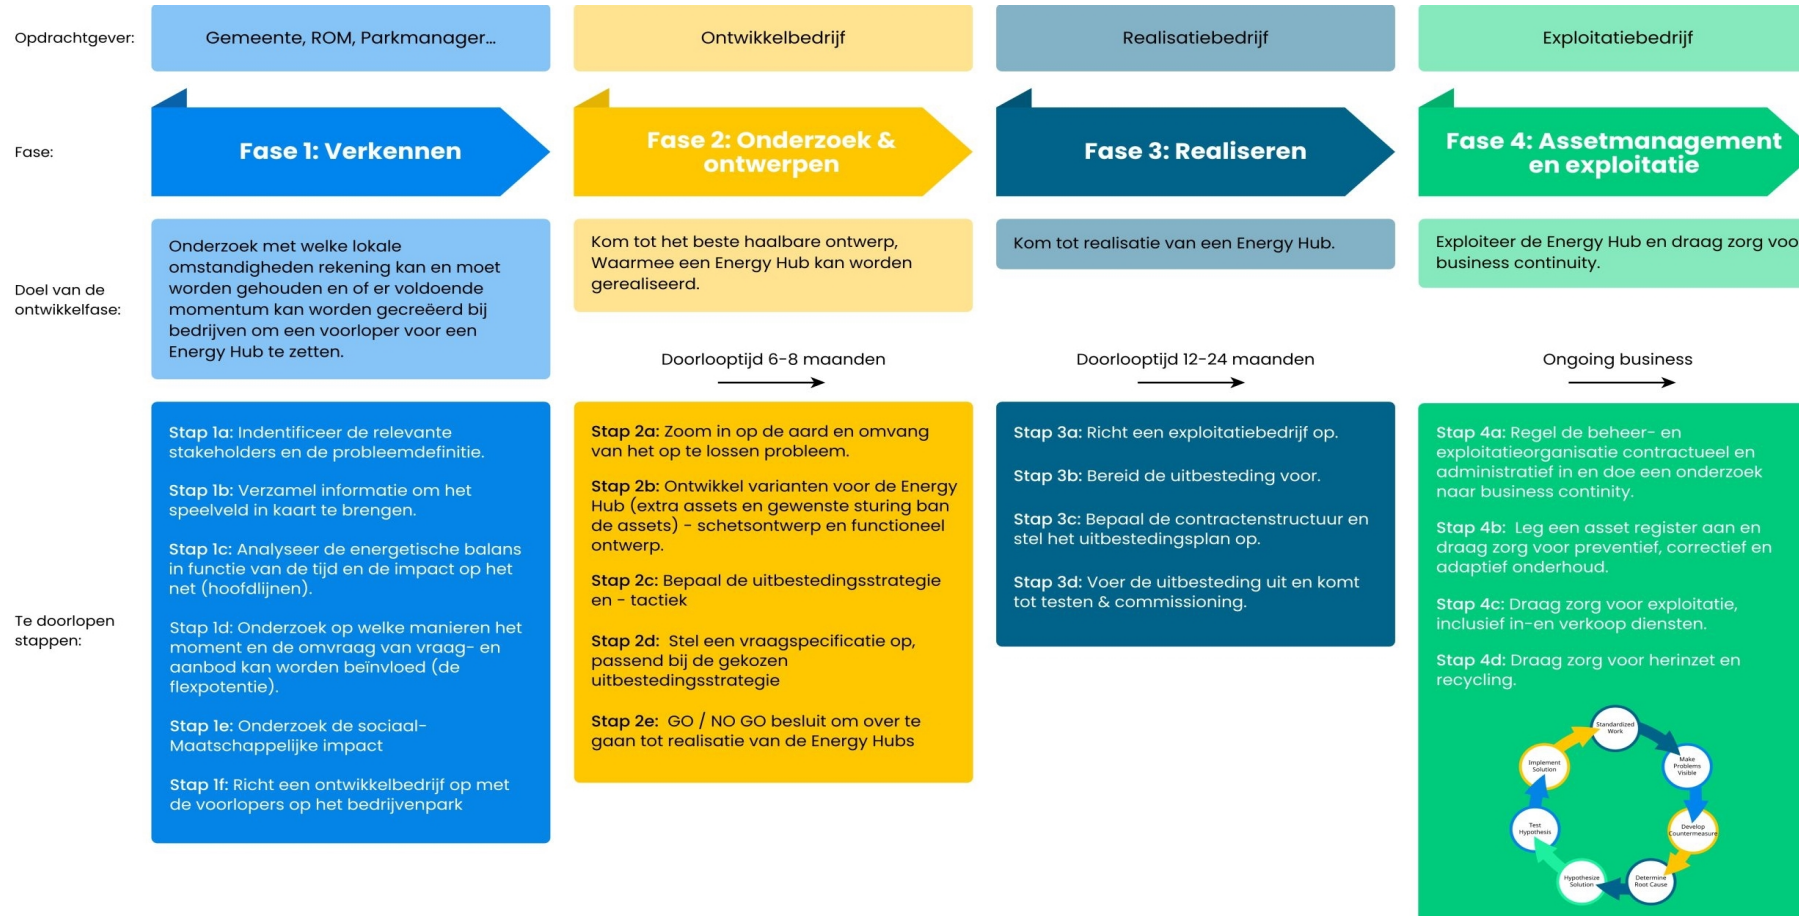 Opdrachtgever:
Gemeente, ROM, Parkmanager...
Ontwikkelbedrijf
Realisatiebedrijf
Exploitatiebedrijf
Fase:
Fase 1: Verkennen
Fase 2: Onderzoek &
ontwerpen
Fase 3: Realiseren
Fase 4: Assetmanagement
en exploitatie
Doel van de
ontwikkelfase:
Onderzoek met welke lokale
omstandigheden rekening kan en moet
worden gehouden en of er voldoende
momentum kan worden gecreëerd bij
bedrijven om een voorloper voor een
Energy Hub te zetten.
Kom tot het beste haalbare ontwerp,
Waarmee een Energy Hub kan worden
gerealiseerd.
Kom tot realisatie van een Energy Hub.
Exploiteer de Energy Hub en draag zorg voo
business continuity.
Doorlooptijd 6-8 maanden
Doorlooptijd 12-24 maanden
Ongoing business
Te doorlopen
stappen:
Stap 1a: Indentificeer de relevante
stakeholders en de probleemdefinitie.
Stap 1b: Verzamel informatie om het
speelveld in kaart te brengen.
Stap 1c: Analyseer de energetische balans
in functie van de tijd en de impact op het
net (hoofdlijnen).
Stap 1d: Onderzoek op welke manieren het
moment en de omvraag van vraag- en
aanbod kan worden beïnvloed (de
flexpotentie).
Stap 1e: Onderzoek de sociaal-
Maatschappelijke impact
Stap 1f: Richt een ontwikkelbedrijf op met
de voorlopers op het bedrijvenpark
Stap 2a: Zoom in op de aard en omvang
van het op te lossen probleem.
Stap 2b: Ontwikkel varianten voor de Energy
Hub (extra assets en gewenste sturing ban
de assets) - schetsontwerp en functioneel
ontwerp.
Stap 2c: Bepaal de uitbestedingsstrategie
en - tactiek
Stap 2d: Stel een vraagspecificatie op,
passend bij de gekozen
uitbestedingsstrategie
Stap 2e: GO / NO GO besluit om over te
gaan tot realisatie van de Energy Hubs
Stap 3a: Richt een exploitatiebedrijf op.
Stap 3b: Bereid de uitbesteding voor.
Stap 3c: Bepaal de contractenstructuur en
stel het uitbestedingsplan op.
Stap 3d: Voer de uitbesteding uit en komt
tot testen & commissioning.
Stap 4a: Regel de beheer- en
exploitatieorganisatie contractueel en
administratief in en doe een onderzoek
naar business continity.
Stap 4b: Leg een asset register aan en
draag zorg voor preventief, correctief en
adaptief onderhoud.
Stap 4c: Draag zorg voor exploitatie,
inclusief in-en verkoop diensten.
Stap 4d: Draag zorg voor herinzet en
recycling.
Standardized
Work
Make
Problems
Visible
Develop
Countermeasure
Determine
Root Cause
Hypothesize
Solution
Test
Hypothesis
Implement
Solution